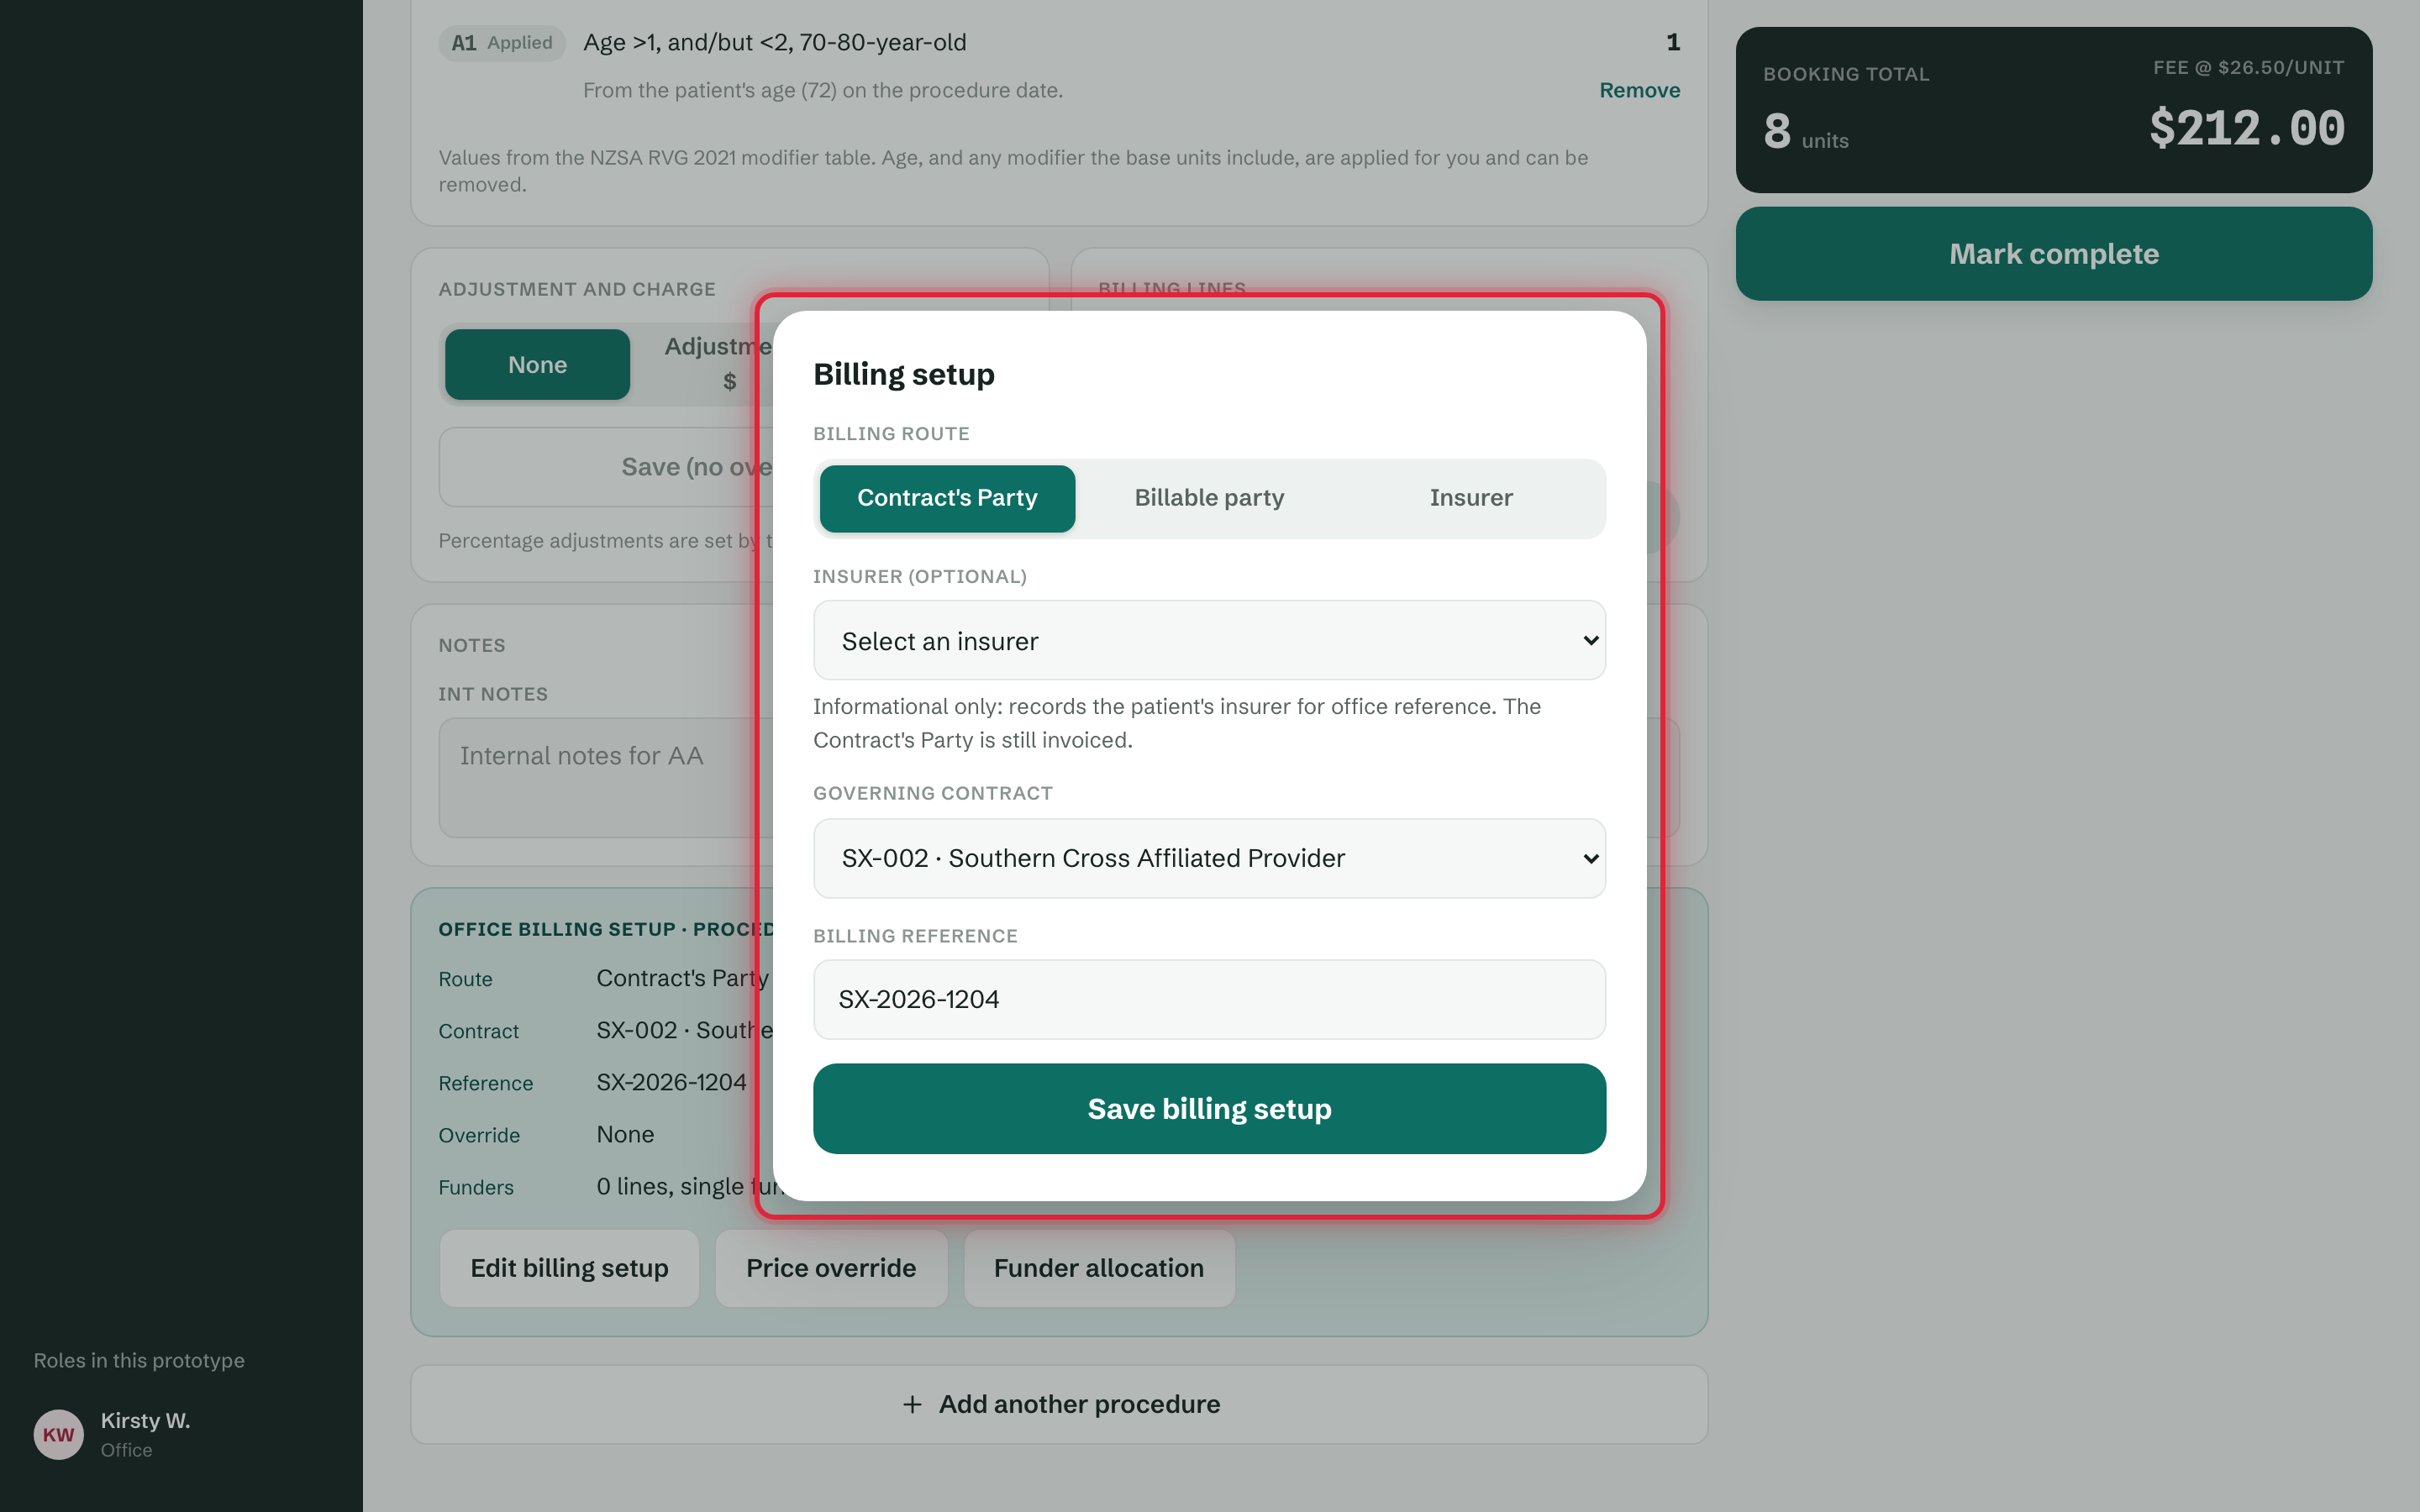 A1 Applied Age >1, and/but <2, 70-80-year-old 1
From the patient's age (72) on the procedure date. Remove
Values from the NZSA RVG 2021 modifier table. Age, and any modifier the base units include, are applied for you and can be
removed.
BOOKING TOTAL FEE @ $26.50/UNIT
8 units $212.00
Mark complete
ADJUSTMENT AND CHARGE
BILLING LINES
None
Adjustme
$
Save (no ove
Percentage adjustments are set by t
NOTES
INT NOTES
Internal notes for AA
OFFICE BILLING SETUP · PROCED
Route Contract's Party
Contract SX-002 · Southe
Reference SX-2026-1204
Override None
Funders 0 lines, single fun
Edit billing setup Price override Funder allocation
+ Add another procedure
Billing setup
BILLING ROUTE
Contract's Party Billable party Insurer
INSURER (OPTIONAL)
Select an insurer
Informational only: records the patient's insurer for office reference. The
Contract's Party is still invoiced.
GOVERNING CONTRACT
SX-002 · Southern Cross Affiliated Provider
BILLING REFERENCE
SX-2026-1204
Save billing setup
Roles in this prototype
KW Kirsty W.
Office